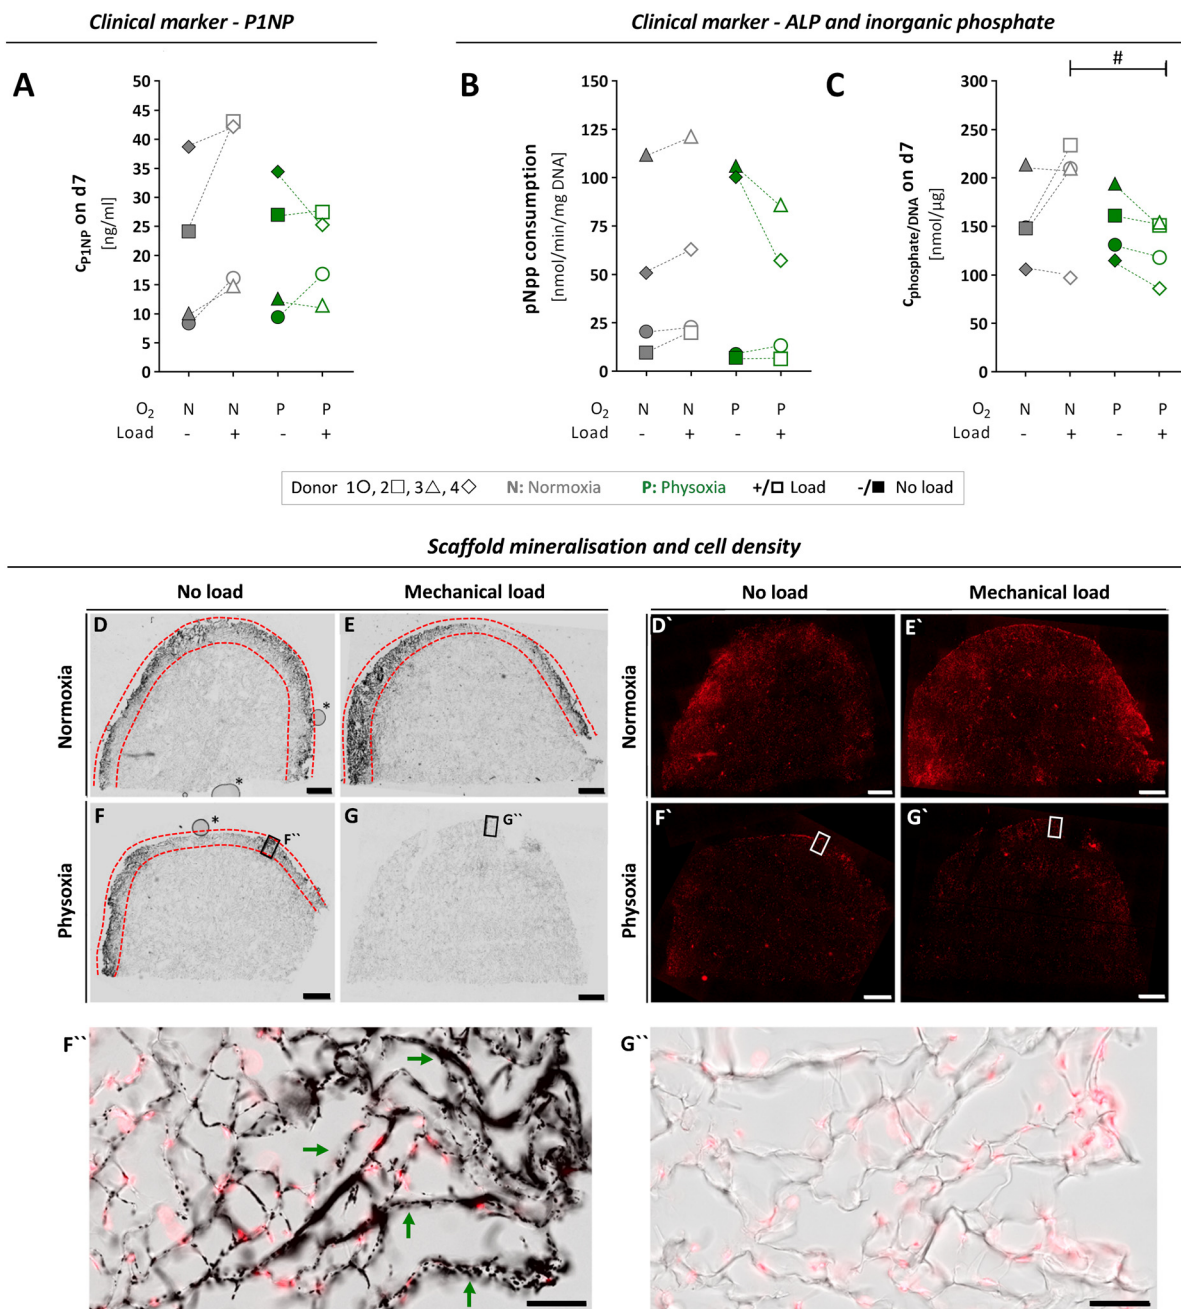 Clinical marker - P1NP
Clinical marker - ALP and inorganic phosphate
A
c_P1NP on d7
[ng/ml]
50
45
40
35
30
25
20
15
10
5
0
O₂ N N P P
Load - + - +
B
pNpp consumption
[nmol/min/mg DNA]
150
125
100
75
50
25
0
O₂ N N P P
Load - + - +
C
#
c_phosphate/DNA on d7
[nmol/µg]
300
250
200
150
100
50
0
O₂ N N P P
Load - + - +
Donor 1○, 2□, 3△, 4◇ N: Normoxia P: Physoxia +/□ Load -/■ No load
Scaffold mineralisation and cell density
No load Mechanical load No load Mechanical load
Normoxia
D
*
*
E
Normoxia
D`
E`
Physoxia
F
*
F``
G
G``
Physoxia
F`
G`
F``
G``